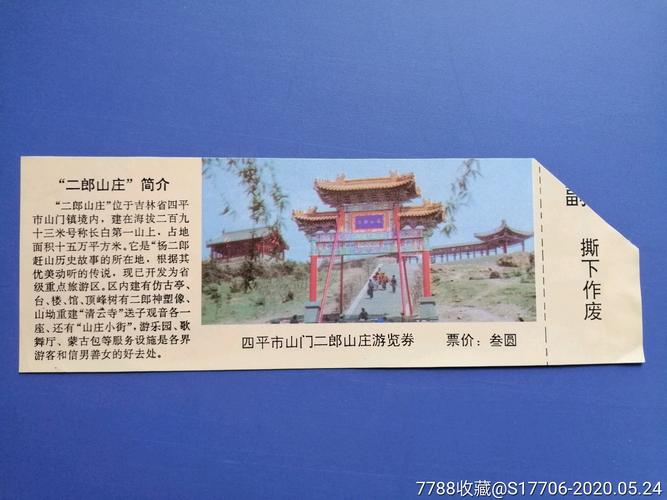 “二郎山庄”简介
“二郎山庄”位于吉林省四平
市山门镇境内，建在海拔二百九
十三米号称长白第一山上，占地
面积十五万平方米。它是“杨二郎
赶山历史故事的所在地，根据其
优美动听的传说，现已开发为省
级重点旅游区。区内建有仿古亭、
台、楼、馆、顶峰树有二郎神塑像、
山坳重建“清云寺”送子观音各一
座、还有“山庄小街”，游乐园、歌
舞厅、蒙古包等服务设施是各界
游客和信男善女的好去处。
四平市山门二郎山庄游览券 票价：叁圆
副
撕下作废
7788收藏@S17706-2020.05.24